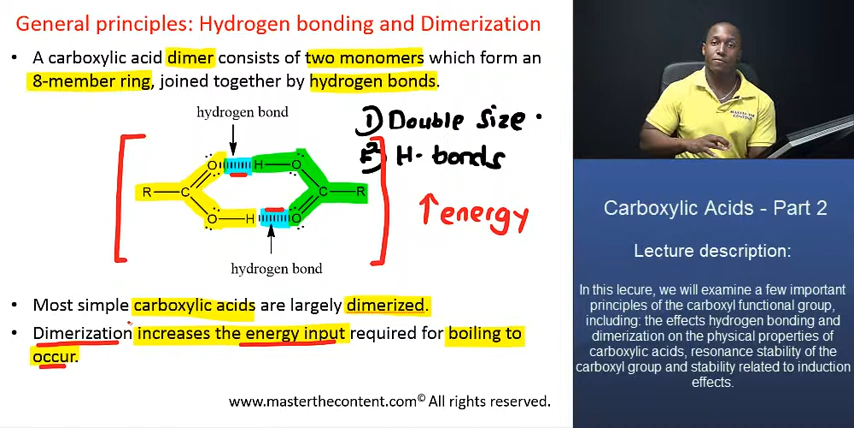 General principles: Hydrogen bonding and Dimerization
• A carboxylic acid dimer consists of two monomers which form an
8-member ring, joined together by hydrogen bonds.
hydrogen bond
O H O
R C C R
O H O
hydrogen bond
① Double Size •
② H-bonds
↑energy
• Most simple carboxylic acids are largely dimerized.
• Dimerization increases the energy input required for boiling to
occur.
www.masterthecontent.com© All rights reserved.
MASTER THE
CONTENT
Carboxylic Acids - Part 2
Lecture description:
In this lecure, we will examine a few important
principles of the carboxyl functional group,
including: the effects hydrogen bonding and
dimerization on the physical properties of
carboxylic acids, resonance stability of the
carboxyl group and stability related to induction
effects.